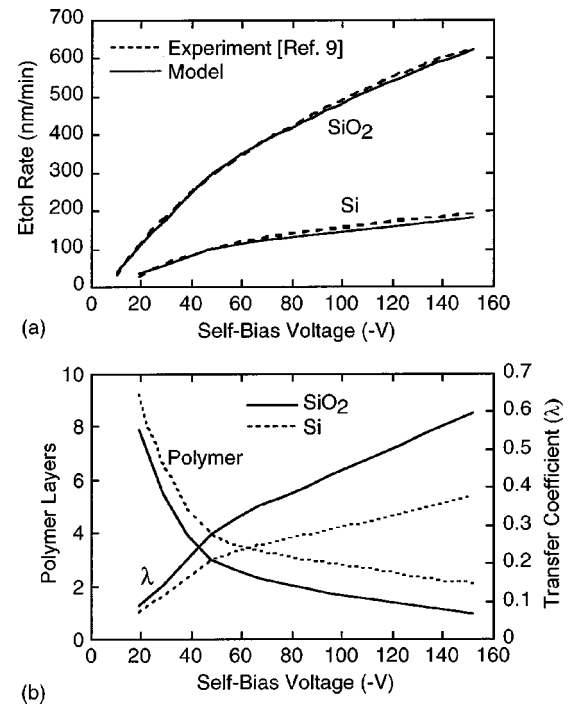 (a)
700
600
500
400
300
200
100
0
Etch Rate (nm/min)
Experiment [Ref. 9]
Model
SiO2
Si
0 20 40 60 80 100 120 140 160
Self-Bias Voltage (-V)
(b)
10
8
6
4
2
0
Polymer Layers
SiO2
Si
Polymer
λ
0.7
0.6
0.5
0.4
0.3
0.2
0.1
0
Transfer Coefficient (λ)
0 20 40 60 80 100 120 140 160
Self-Bias Voltage (-V)